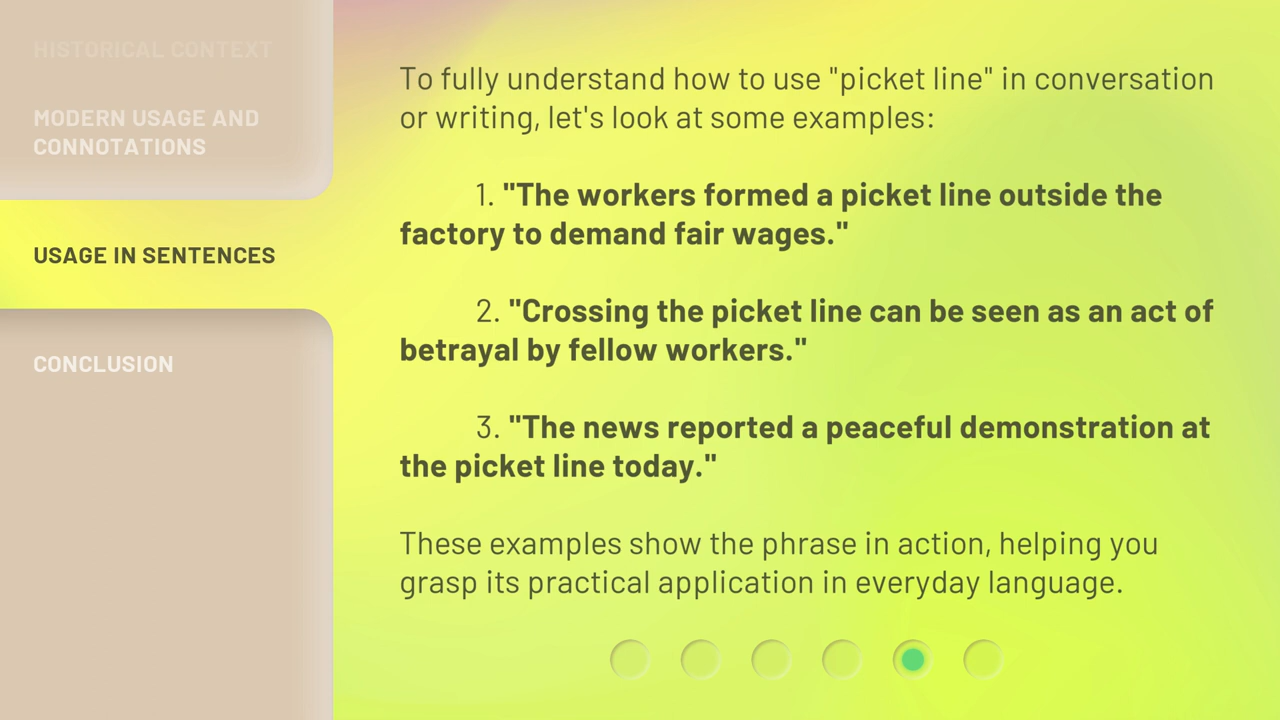 HISTORICAL CONTEXT
MODERN USAGE AND
CONNOTATIONS
USAGE IN SENTENCES
CONCLUSION
To fully understand how to use "picket line" in conversation
or writing, let's look at some examples:
1. "The workers formed a picket line outside the
factory to demand fair wages."
2. "Crossing the picket line can be seen as an act of
betrayal by fellow workers."
3. "The news reported a peaceful demonstration at
the picket line today."
These examples show the phrase in action, helping you
grasp its practical application in everyday language.